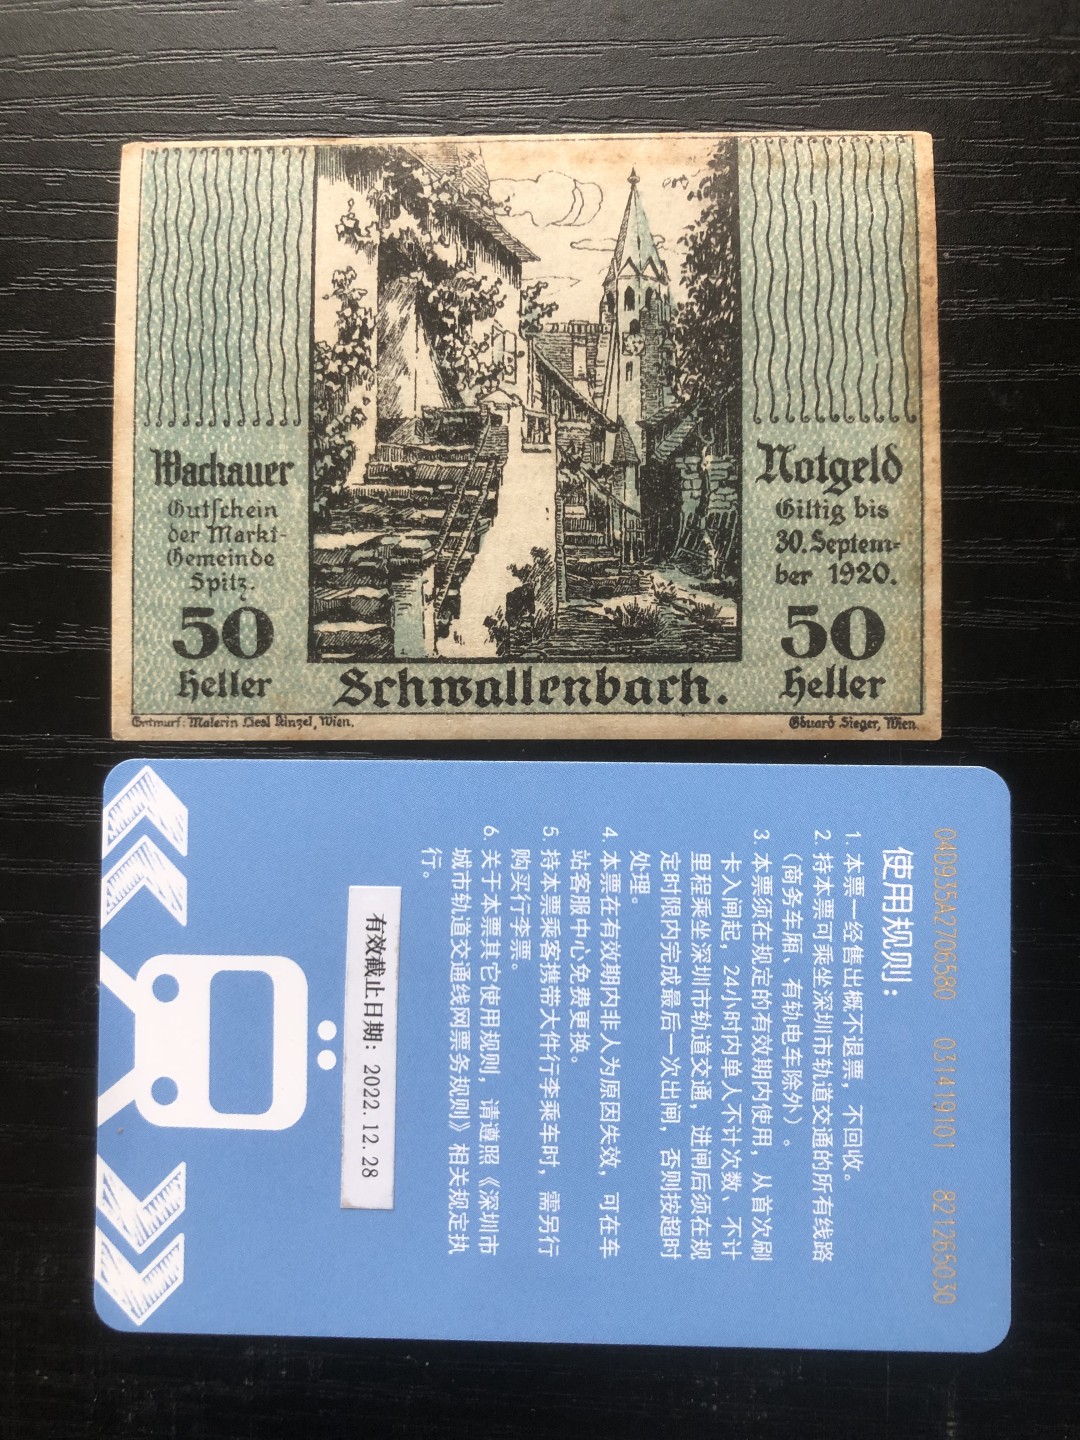 Wachauer
Gutschein
der Markt-
Gemeinde
Spitz.
50
Heller
Schwallenbach.
Notgeld
Giltig bis
30. Septem-
ber 1920.
50
Heller
Entwurf: Malerin Liesl Kinzel, Wien.
Eduard Sieger, Wien.
040935A2706580 031419101 821265030
使用规则：
1. 本票一经售出概不退票，不回收。
2. 持本票可乘坐深圳市轨道交通的所有线路
（商务车厢、有轨电车除外）。
3. 本票须在规定的有效期内使用，从首次刷
卡入闸起，24小时内单人不计次数、不计
里程乘坐深圳市轨道交通，进闸后须在规
定时限内完成最后一次出闸，否则按超时
处理。
4. 本票在有效期内非人为原因失效，可在车
站客服中心免费更换。
5. 持本票乘客携带大件行李乘车时，需另行
购买行李票。
6. 关于本票其它使用规则，请遵照《深圳市
城市轨道交通线网票务规则》相关规定执
行。
有效截止日期：2022.12.28